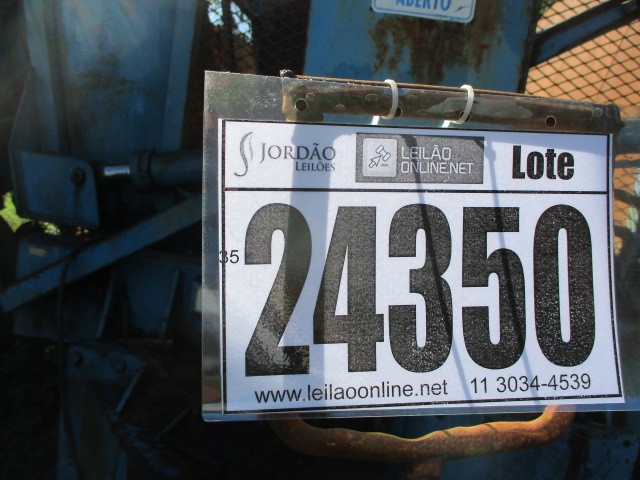 ABERTO
JORDÃO
LEILÕES
LEILÃO
ONLINE.NET
Lote
35
24350
www.leilaoonline.net 11 3034-4539